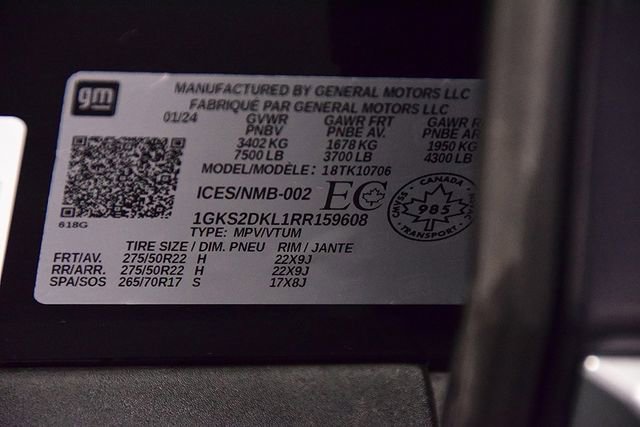 gm
MANUFACTURED BY GENERAL MOTORS LLC
FABRIQUÉ PAR GENERAL MOTORS LLC
01/24 GVWR GAWR FRT GAWR
PNBV PNBE AV. PNBE
3402 KG 1678 KG 1950 KG
7500 LB 3700 LB 4300 LB
MODEL/MODÈLE: 18TK10706
ICES/NMB-002 EC
CANADA
985
TRANSPORT
618G
1GKS2DKL1RR159608
TYPE: MPV/VTUM
TIRE SIZE / DIM. PNEU RIM / JANTE
FRT/AV. 275/50R22 H 22X9J
RR/ARR. 275/50R22 H 22X9J
SPA/SOS 265/70R17 S 17X8J